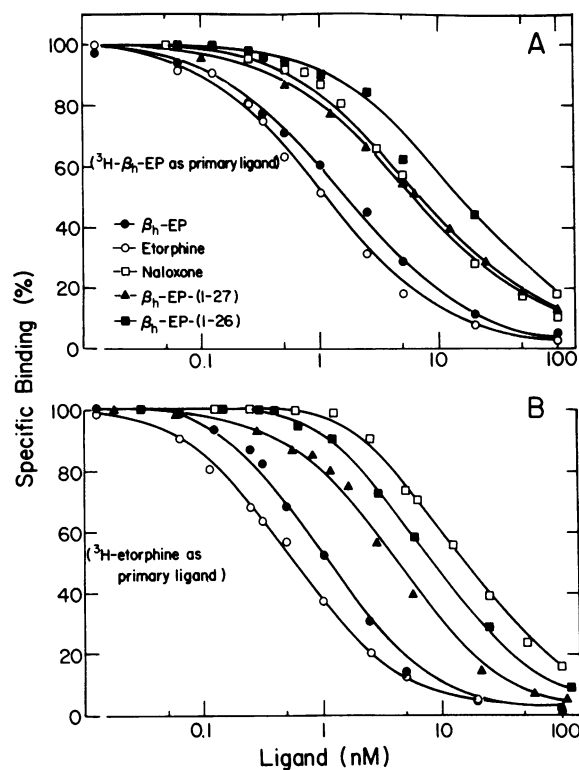 A
100
80
60
40
20
0
(³H-βₕ-EP as primary ligand)
βₕ-EP
Etorphine
Naloxone
βₕ-EP-(1-27)
βₕ-EP-(1-26)
0.1
1
10
100
Specific Binding (%)
B
100
80
60
40
20
0
(³H-etorphine as
primary ligand)
0.1
1
10
100
Ligand (nM)